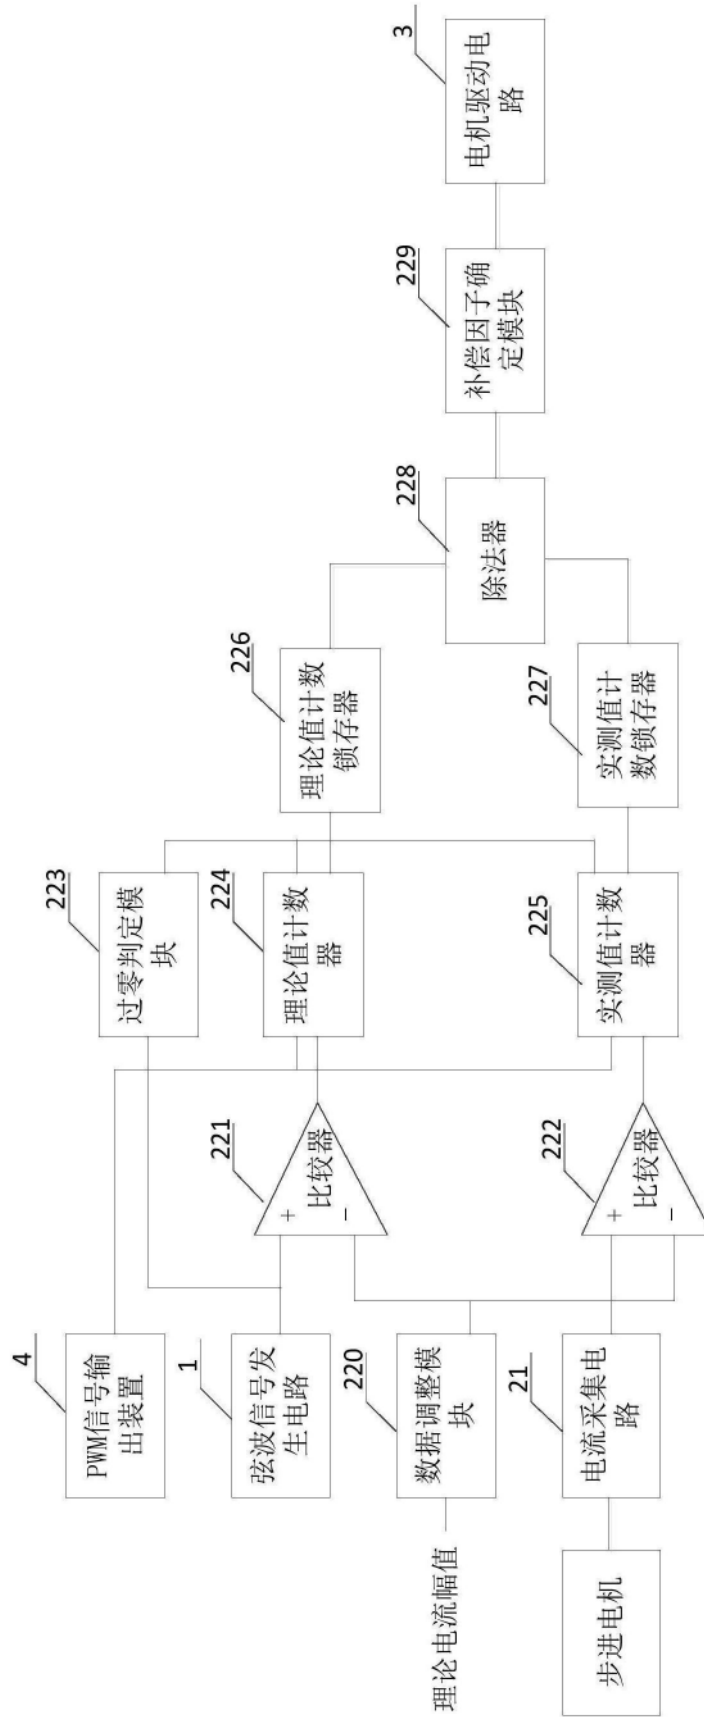 4
PWM信号输
出装置
1
弦波信号发
生电路
220
数据调整模
块
理论电流幅值
21
电流采集电
路
步进电机
221
+
比较器
-
222
+
比较器
-
223
过零判定模
块
224
理论值计数
器
225
实测值计数
器
226
理论值计数
锁存器
227
实测值计
数锁存器
228
除法器
229
补偿因子确
定模块
3
电机驱动电
路